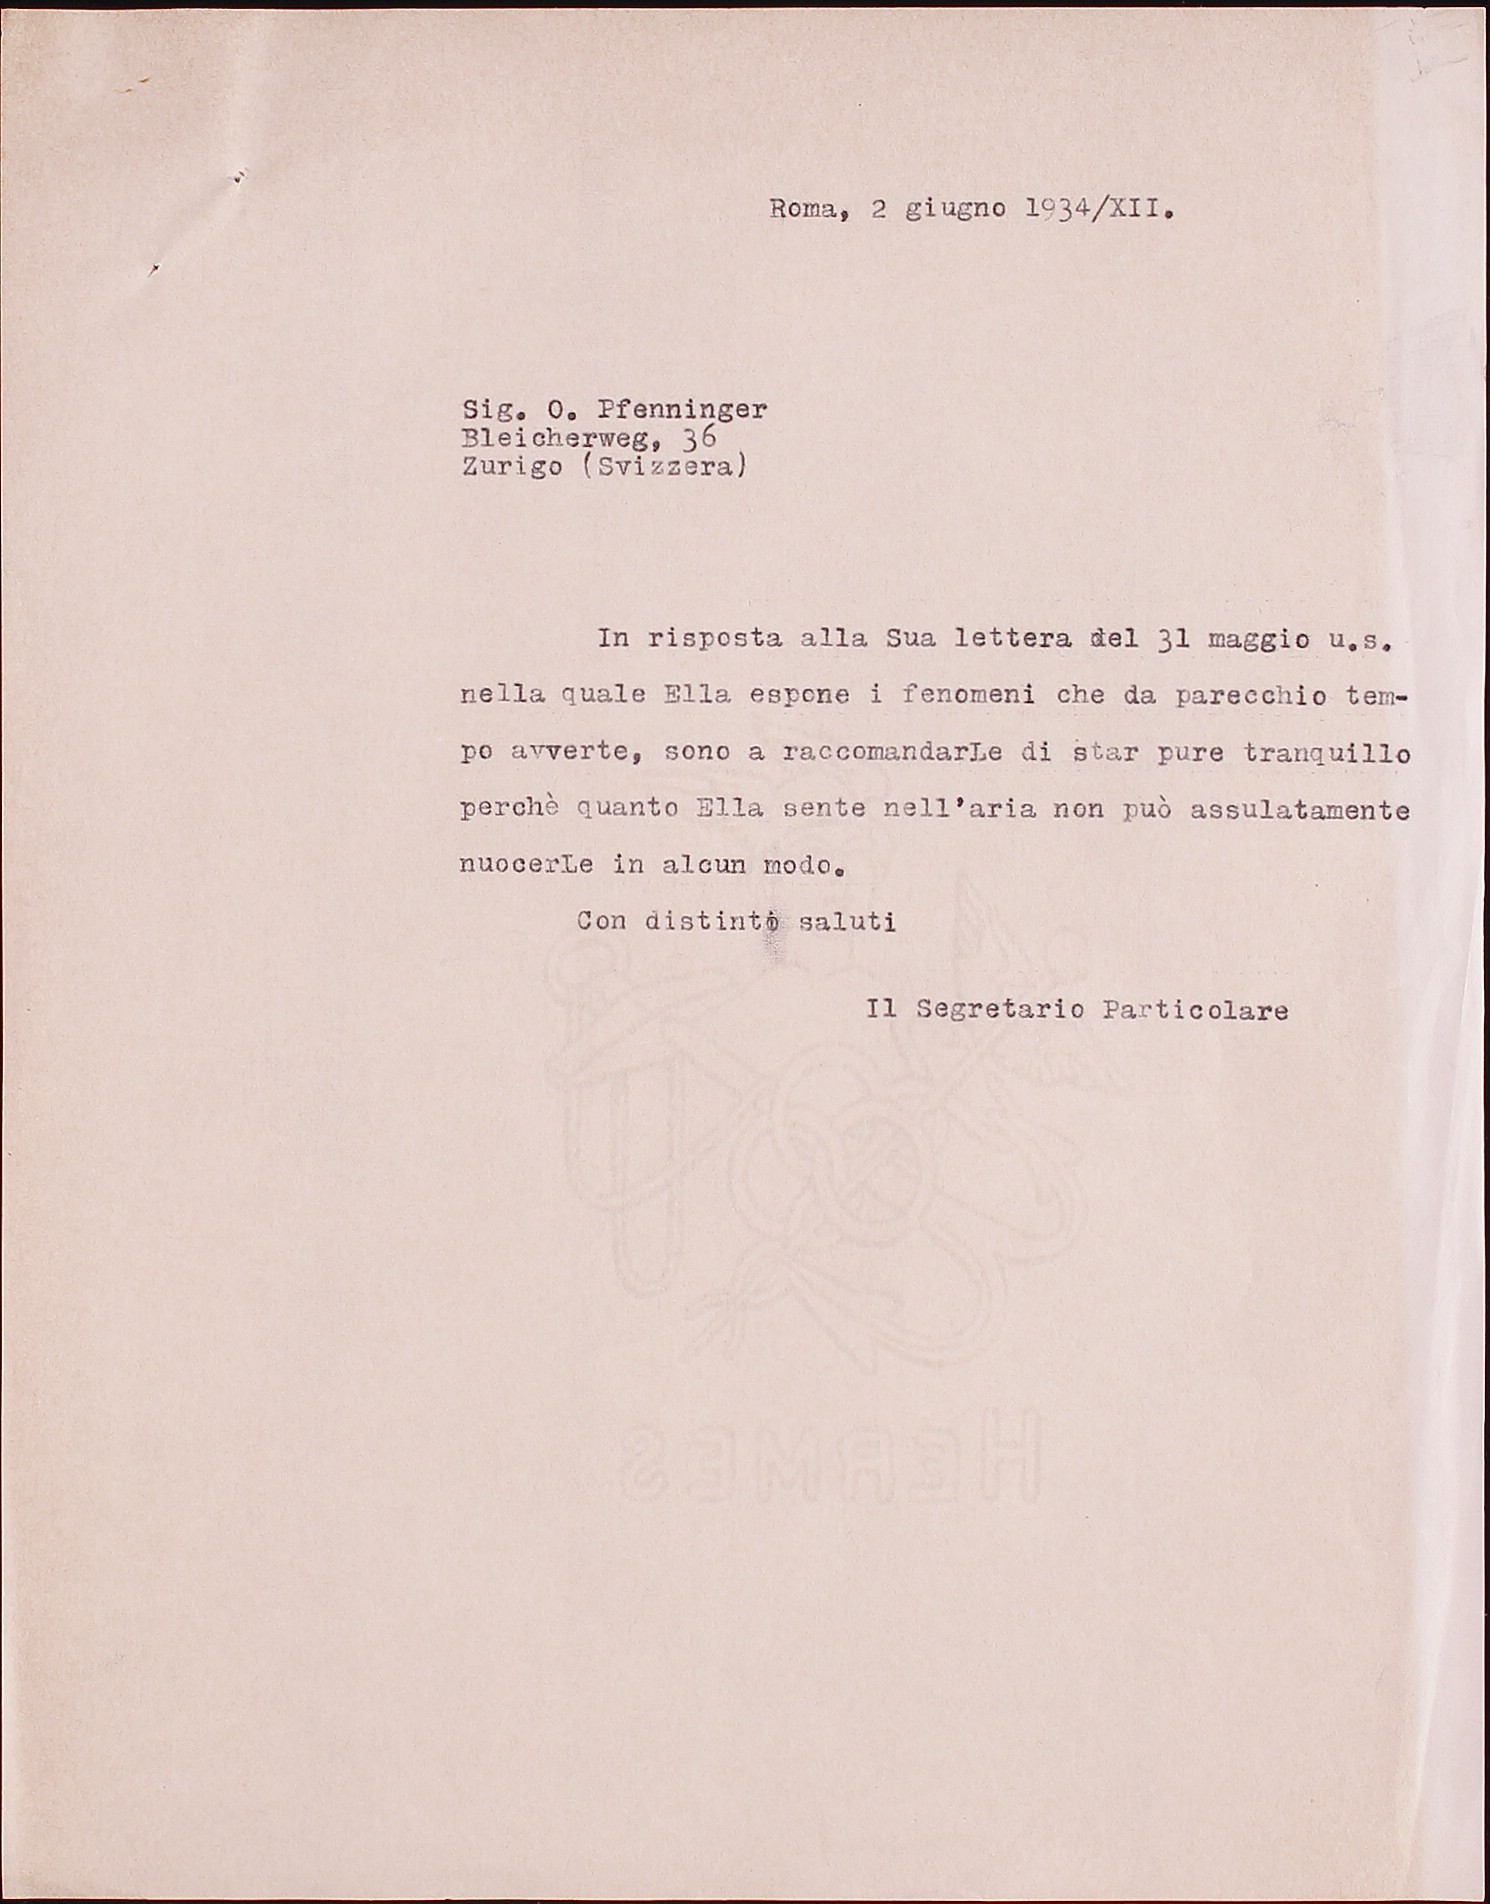 Roma, 2 giugno 1934/XII.
Sig. O. Pfenninger
Bleicherweg, 36
Zurigo (Svizzera)
In risposta alla Sua lettera del 31 maggio u.s.
nella quale Ella espone i fenomeni che da parecchio tem-
po avverte, sono a raccomandarLe di star pure tranquillo
perchè quanto Ella sente nell'aria non può assulatamente
nuocerLe in alcun modo.
Con distinti saluti
Il Segretario Particolare
HERMES